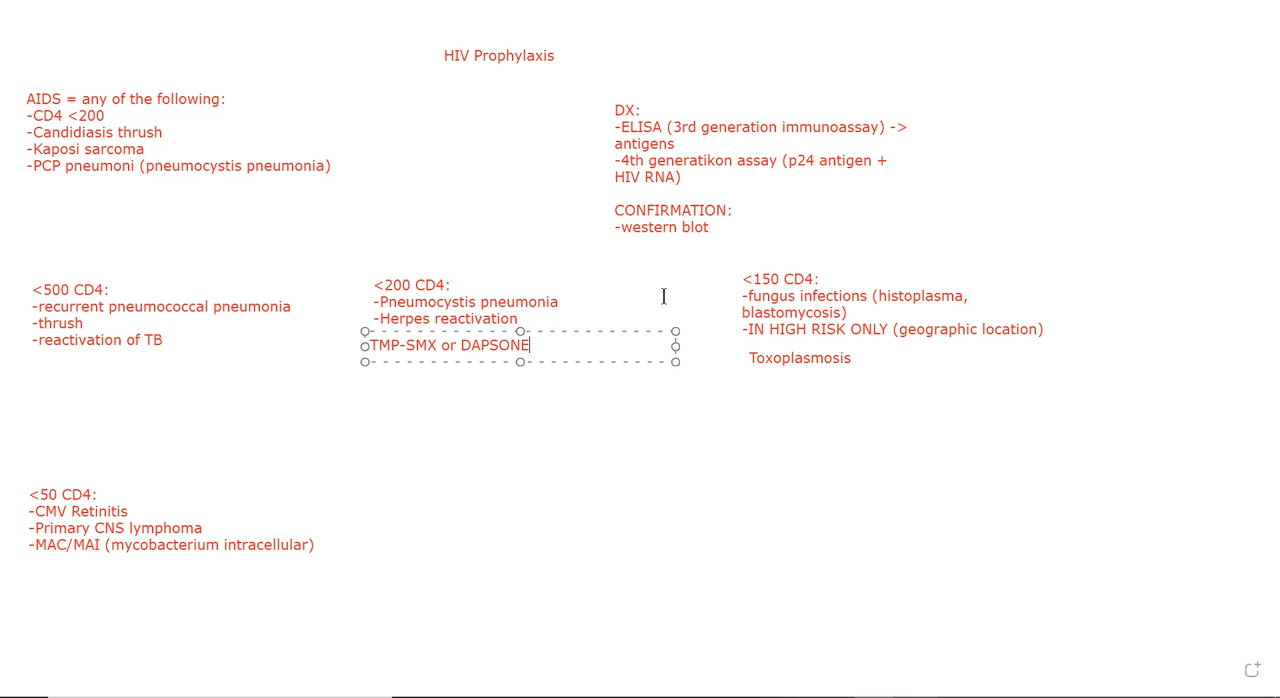 HIV Prophylaxis
AIDS = any of the following:
-CD4 <200
-Candidiasis thrush
-Kaposi sarcoma
-PCP pneumoni (pneumocystis pneumonia)
DX:
-ELISA (3rd generation immunoassay) ->
antigens
-4th generatikon assay (p24 antigen +
HIV RNA)
CONFIRMATION:
-western blot
<500 CD4:
-recurrent pneumococcal pneumonia
-thrush
-reactivation of TB
<200 CD4:
-Pneumocystis pneumonia
-Herpes reactivation
TMP-SMX or DAPSONE
<150 CD4:
-fungus infections (histoplasma,
blastomycosis)
-IN HIGH RISK ONLY (geographic location)
Toxoplasmosis
<50 CD4:
-CMV Retinitis
-Primary CNS lymphoma
-MAC/MAI (mycobacterium intracellular)